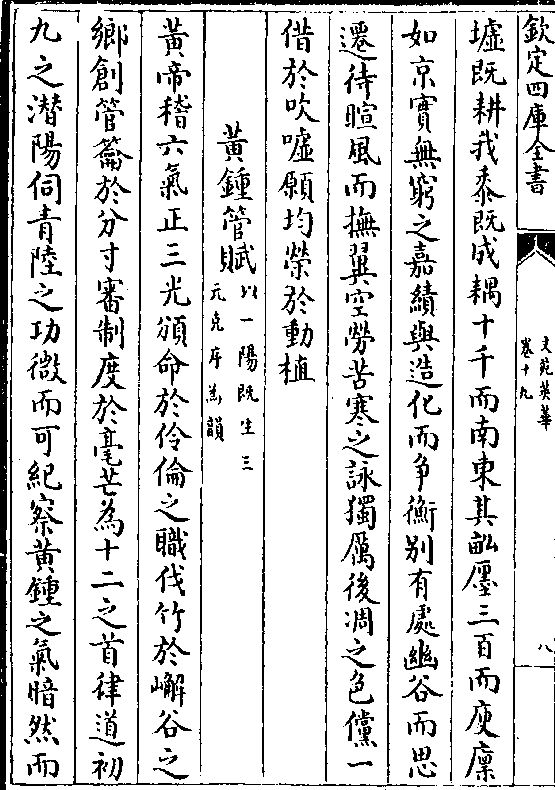 欽定四庫全書
文苑英華
卷十九
八
墟既耕我黍既成耦十千而南東其畝㕓三百而庾廩
如京實無窮之嘉績與造化而争衡别有處幽谷而思
遷待暄風而撫翼空勞苦寒之詠獨厲後凋之色儻一
借於吹嘘願均榮於動植
黃鍾管賦
以一陽既生三
元克序為韻
黃帝稽六氣正三光頒命於伶倫之職伐竹於嶰谷之
鄉創管籥於分寸審制度於毫芒為十二之首律道初
九之潜陽伺青陸之功微而可紀察黃鍾之氣暗然而